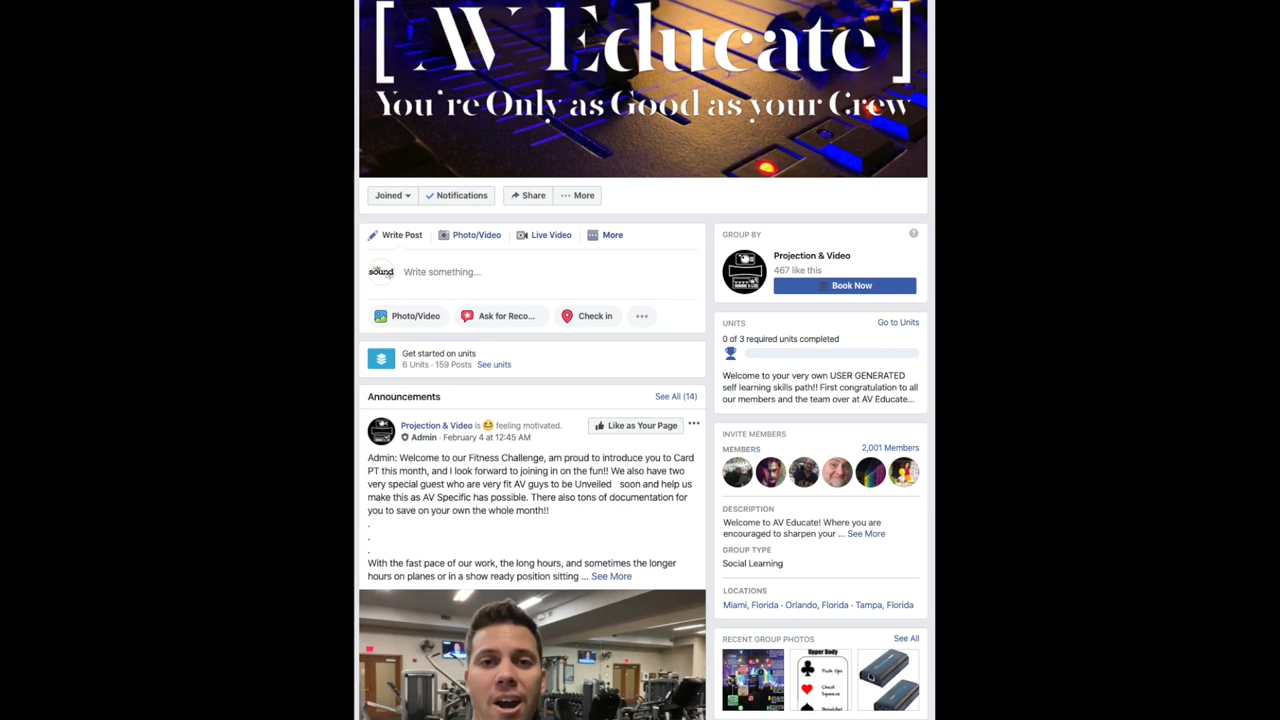 [ AV Educate ]
You're Only as Good as your Crew
Joined
Notifications
Share
More
Write Post
Photo/Video
Live Video
More
sound
Write something...
Photo/Video
Ask for Reco...
Check in
Get started on units
6 Units · 159 Posts See units
Announcements
See All (14)
Projection & Video is feeling motivated.
Admin · February 4 at 12:45 AM
Like as Your Page
Admin: Welcome to our Fitness Challenge, am proud to introduce you to Card
PT this month, and I look forward to joining in on the fun!! We also have two
very special guest who are very fit AV guys to be Unveiled soon and help us
make this as AV Specific has possible. There also tons of documentation for
you to save on your own the whole month!!
.
.
.
With the fast pace of our work, the long hours, and sometimes the longer
hours on planes or in a show ready position sitting ... See More
GROUP BY
Projection & Video
467 like this
Book Now
UNITS
Go to Units
0 of 3 required units completed
Welcome to your very own USER GENERATED
self learning skills path!! First congratulation to all
our members and the team over at AV Educate...
INVITE MEMBERS
MEMBERS
2,001 Members
DESCRIPTION
Welcome to AV Educate! Where you are
encouraged to sharpen your ... See More
GROUP TYPE
Social Learning
LOCATIONS
Miami, Florida · Orlando, Florida · Tampa, Florida
RECENT GROUP PHOTOS
See All
Upper Body
Push Ups
Chest
Squeeze
Shoulder